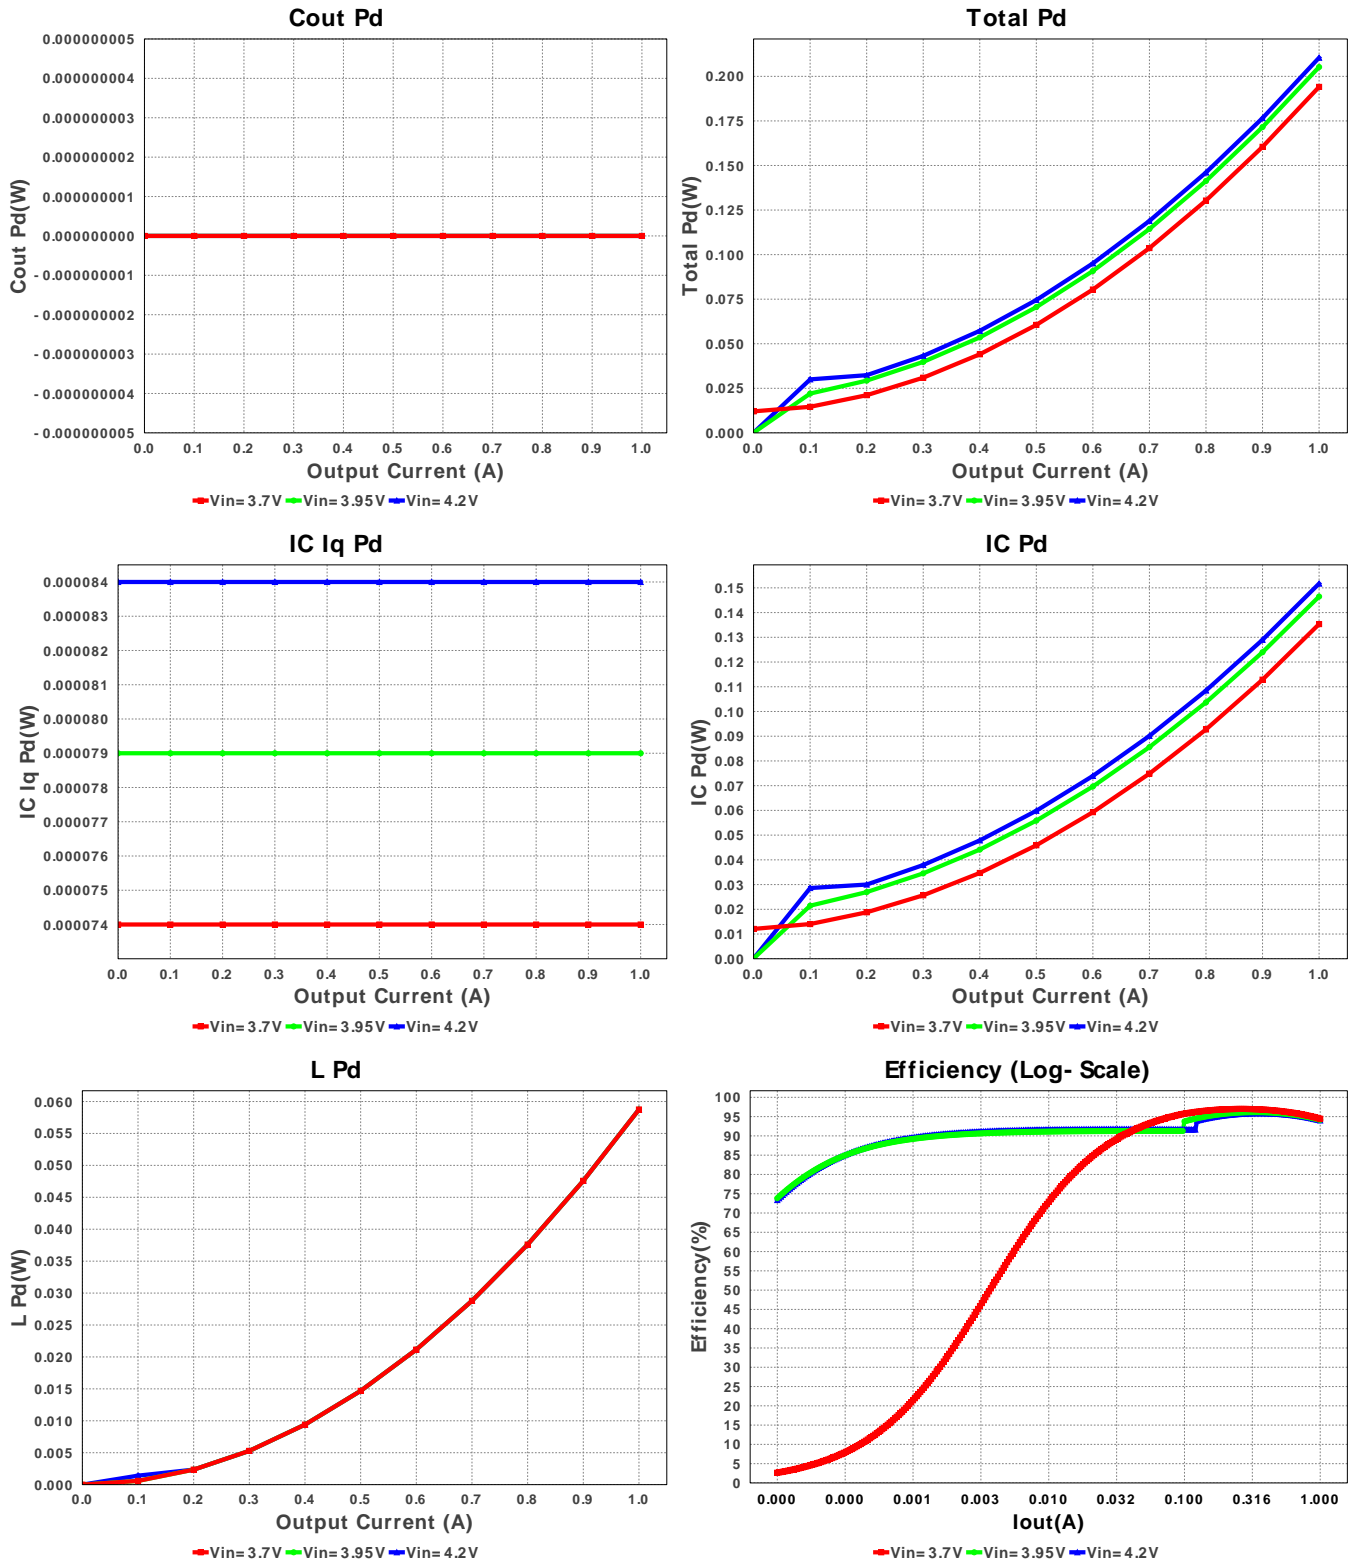 Cout Pd
0.000000005
0.000000004
0.000000003
0.000000002
0.000000001
0.000000000
-0.000000001
-0.000000002
-0.000000003
-0.000000004
-0.000000005
Cout Pd(W)
0.0 0.1 0.2 0.3 0.4 0.5 0.6 0.7 0.8 0.9 1.0
Output Current (A)
Vin=3.7V Vin=3.95V Vin=4.2V
Total Pd
0.200
0.175
0.150
0.125
0.100
0.075
0.050
0.025
0.000
Total Pd(W)
0.0 0.1 0.2 0.3 0.4 0.5 0.6 0.7 0.8 0.9 1.0
Output Current (A)
Vin=3.7V Vin=3.95V Vin=4.2V
IC Iq Pd
0.000084
0.000083
0.000082
0.000081
0.000080
0.000079
0.000078
0.000077
0.000076
0.000075
0.000074
IC Iq Pd(W)
0.0 0.1 0.2 0.3 0.4 0.5 0.6 0.7 0.8 0.9 1.0
Output Current (A)
Vin=3.7V Vin=3.95V Vin=4.2V
IC Pd
0.15
0.14
0.13
0.12
0.11
0.10
0.09
0.08
0.07
0.06
0.05
0.04
0.03
0.02
0.01
0.00
IC Pd(W)
0.0 0.1 0.2 0.3 0.4 0.5 0.6 0.7 0.8 0.9 1.0
Output Current (A)
Vin=3.7V Vin=3.95V Vin=4.2V
L Pd
0.060
0.055
0.050
0.045
0.040
0.035
0.030
0.025
0.020
0.015
0.010
0.005
0.000
L Pd(W)
0.0 0.1 0.2 0.3 0.4 0.5 0.6 0.7 0.8 0.9 1.0
Output Current (A)
Vin=3.7V Vin=3.95V Vin=4.2V
Efficiency (Log- Scale)
100
95
90
85
80
75
70
65
60
55
50
45
40
35
30
25
20
15
10
5
0
Efficiency(%)
0.000 0.000 0.001 0.003 0.010 0.032 0.100 0.316 1.000
Iout(A)
Vin=3.7V Vin=3.95V Vin=4.2V